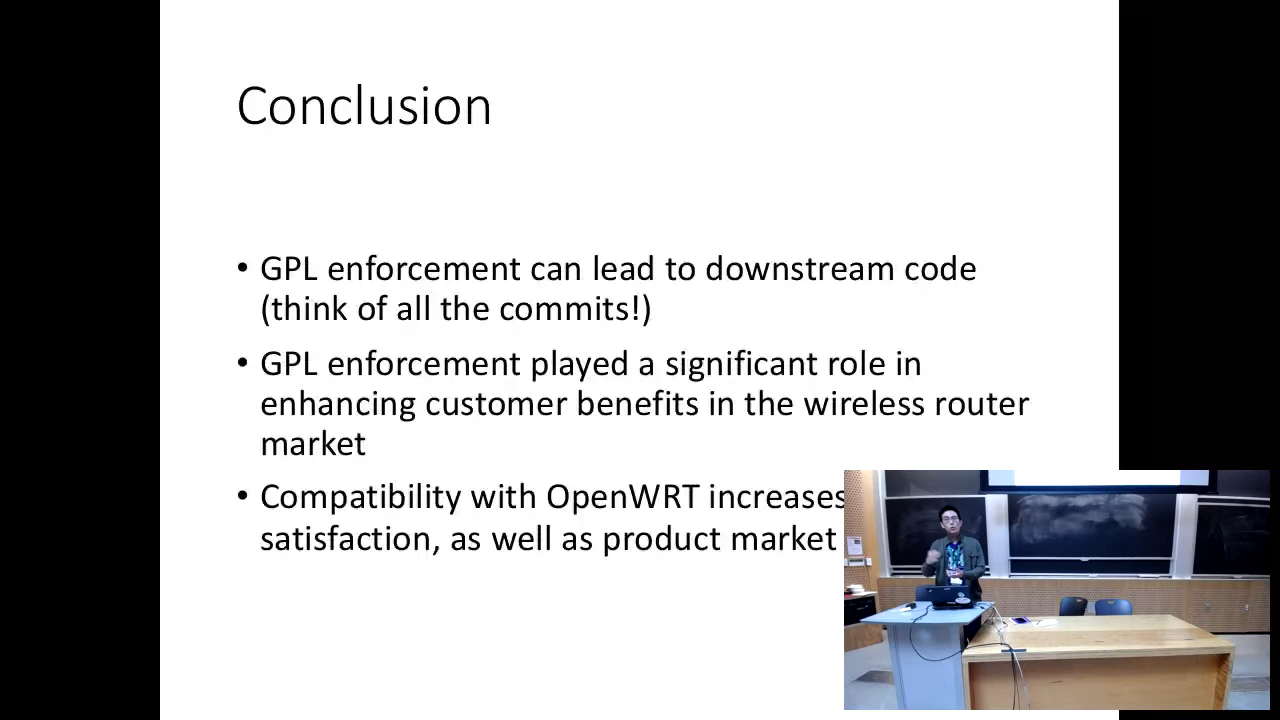 Conclusion
• GPL enforcement can lead to downstream code
(think of all the commits!)
• GPL enforcement played a significant role in
enhancing customer benefits in the wireless router
market
• Compatibility with OpenWRT increases
satisfaction, as well as product market